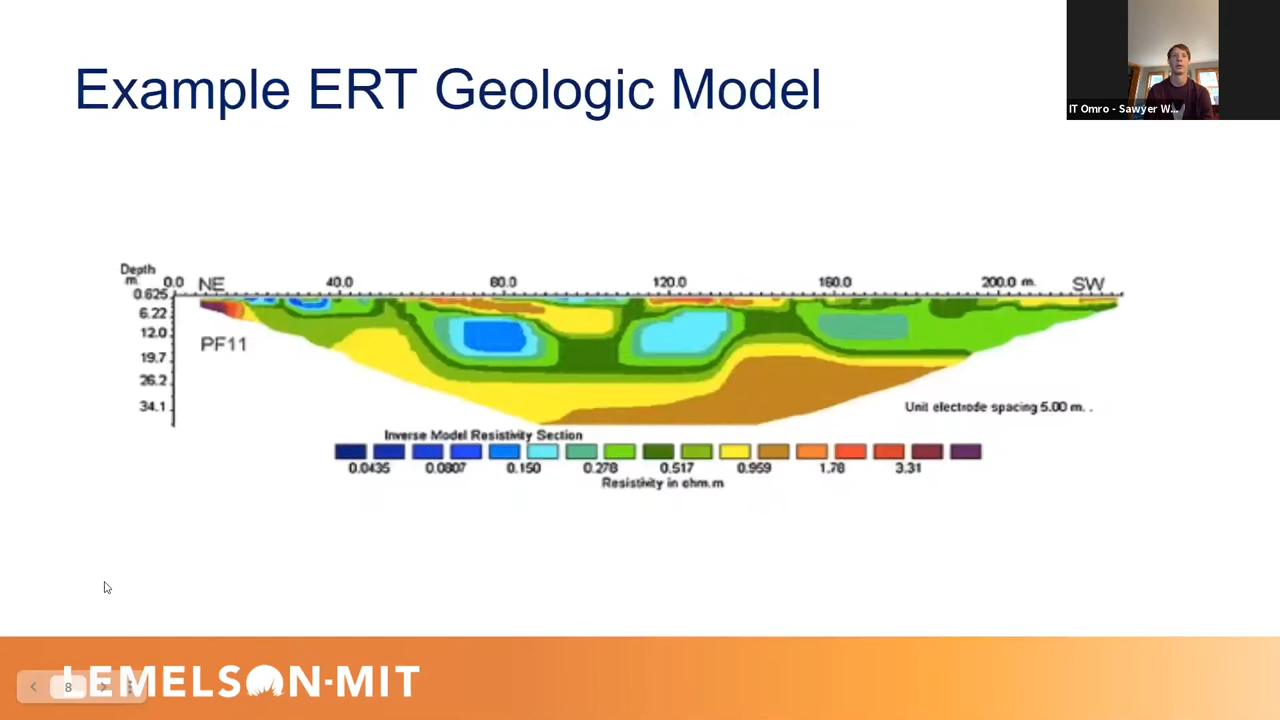 Example ERT Geologic Model
IT Omro - Sawyer W...
Depth
m.
0.0 NE 40.0 80.0 120.0 160.0 200.0 m. SW
0.625
6.22
12.0
PF11
19.7
26.2
34.1
Unit electrode spacing 5.00 m. .
Inverse Model Resistivity Section
0.0435 0.0807 0.150 0.278 0.517 0.959 1.78 3.31
Resistivity in ohm.m
LEMELSON-MIT
8